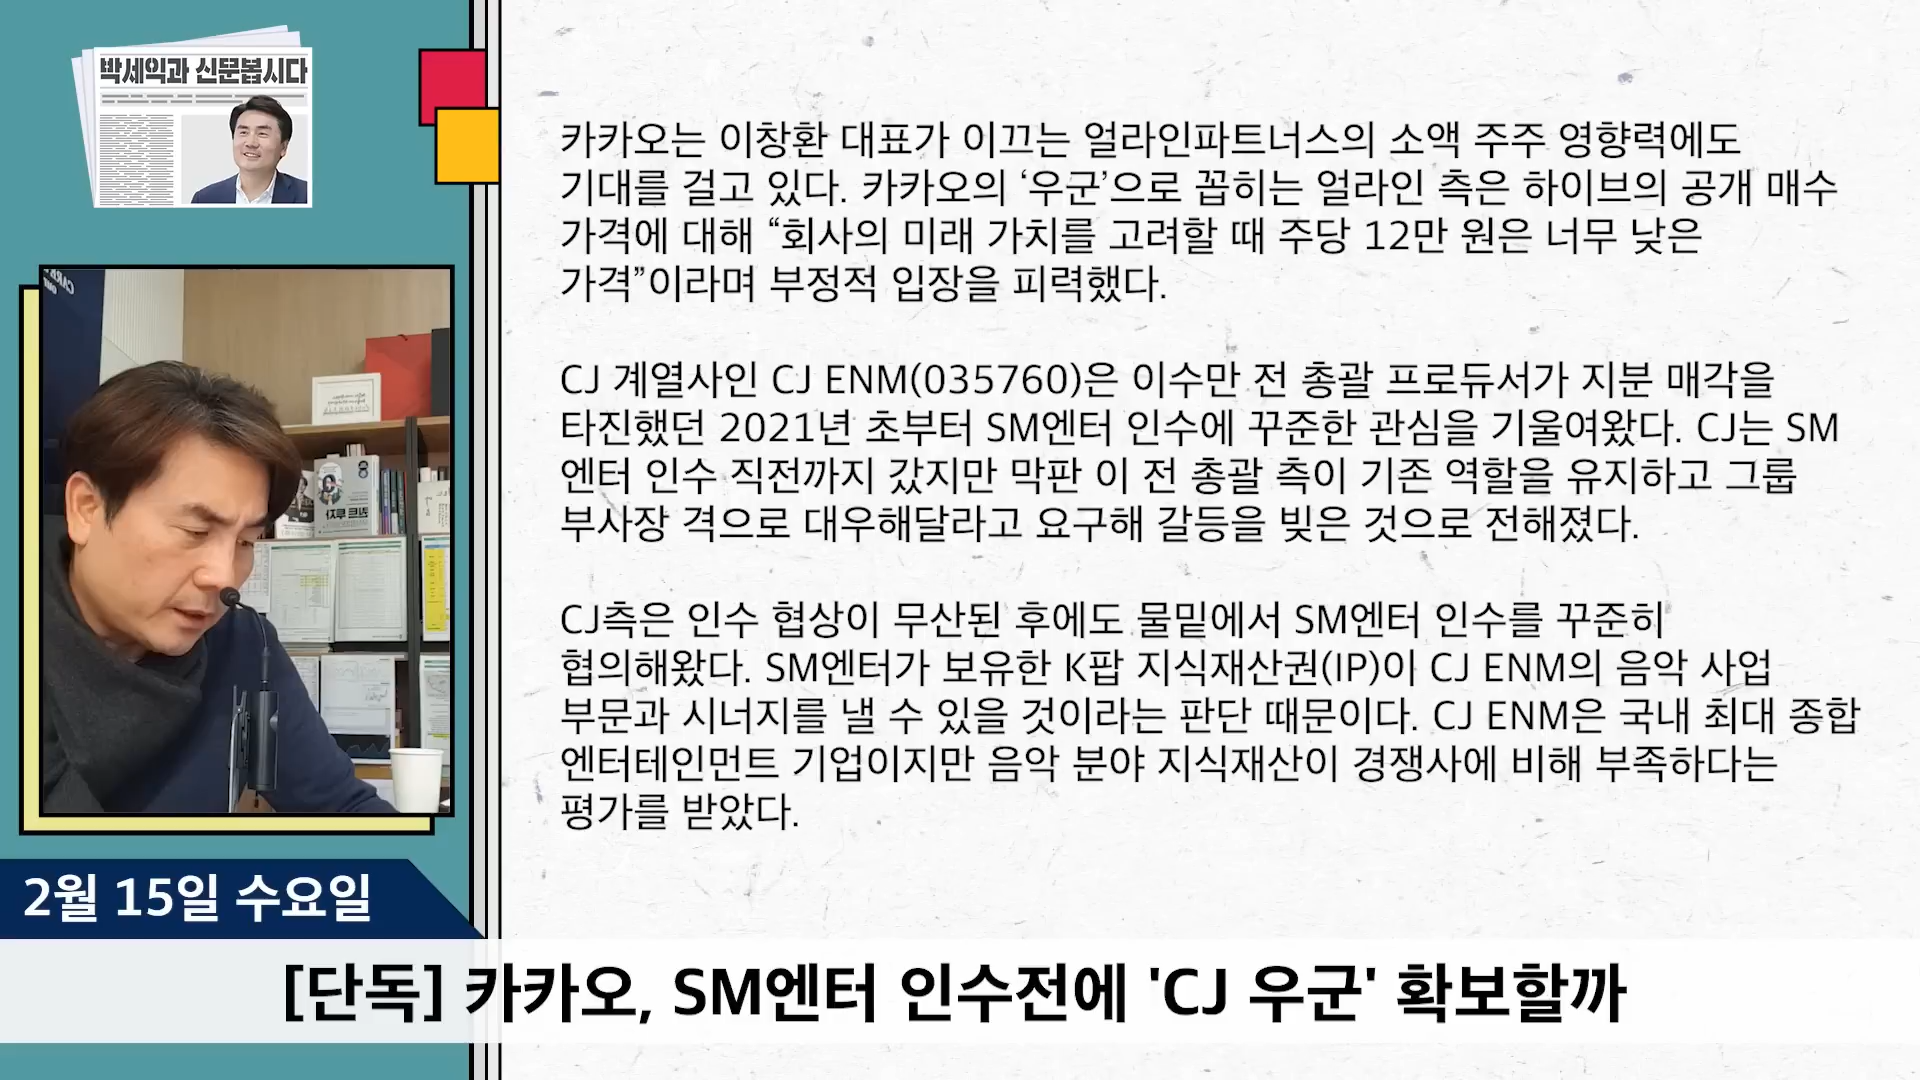 박세익과 신문봅시다
카카오는 이창환 대표가 이끄는 얼라인파트너스의 소액 주주 영향력에도
기대를 걸고 있다. 카카오의 ‘우군’으로 꼽히는 얼라인 측은 하이브의 공개 매수
가격에 대해 “회사의 미래 가치를 고려할 때 주당 12만 원은 너무 낮은
가격”이라며 부정적 입장을 피력했다.
CJ 계열사인 CJ ENM(035760)은 이수만 전 총괄 프로듀서가 지분 매각을
타진했던 2021년 초부터 SM엔터 인수에 꾸준한 관심을 기울여왔다. CJ는 SM
엔터 인수 직전까지 갔지만 막판 이 전 총괄 측이 기존 역할을 유지하고 그룹
부사장 격으로 대우해달라고 요구해 갈등을 빚은 것으로 전해졌다.
CJ측은 인수 협상이 무산된 후에도 물밑에서 SM엔터 인수를 꾸준히
협의해왔다. SM엔터가 보유한 K팝 지식재산권(IP)이 CJ ENM의 음악 사업
부문과 시너지를 낼 수 있을 것이라는 판단 때문이다. CJ ENM은 국내 최대 종합
엔터테인먼트 기업이지만 음악 분야 지식재산이 경쟁사에 비해 부족하다는
평가를 받았다.
2월 15일 수요일
[단독] 카카오, SM엔터 인수전에 'CJ 우군' 확보할까